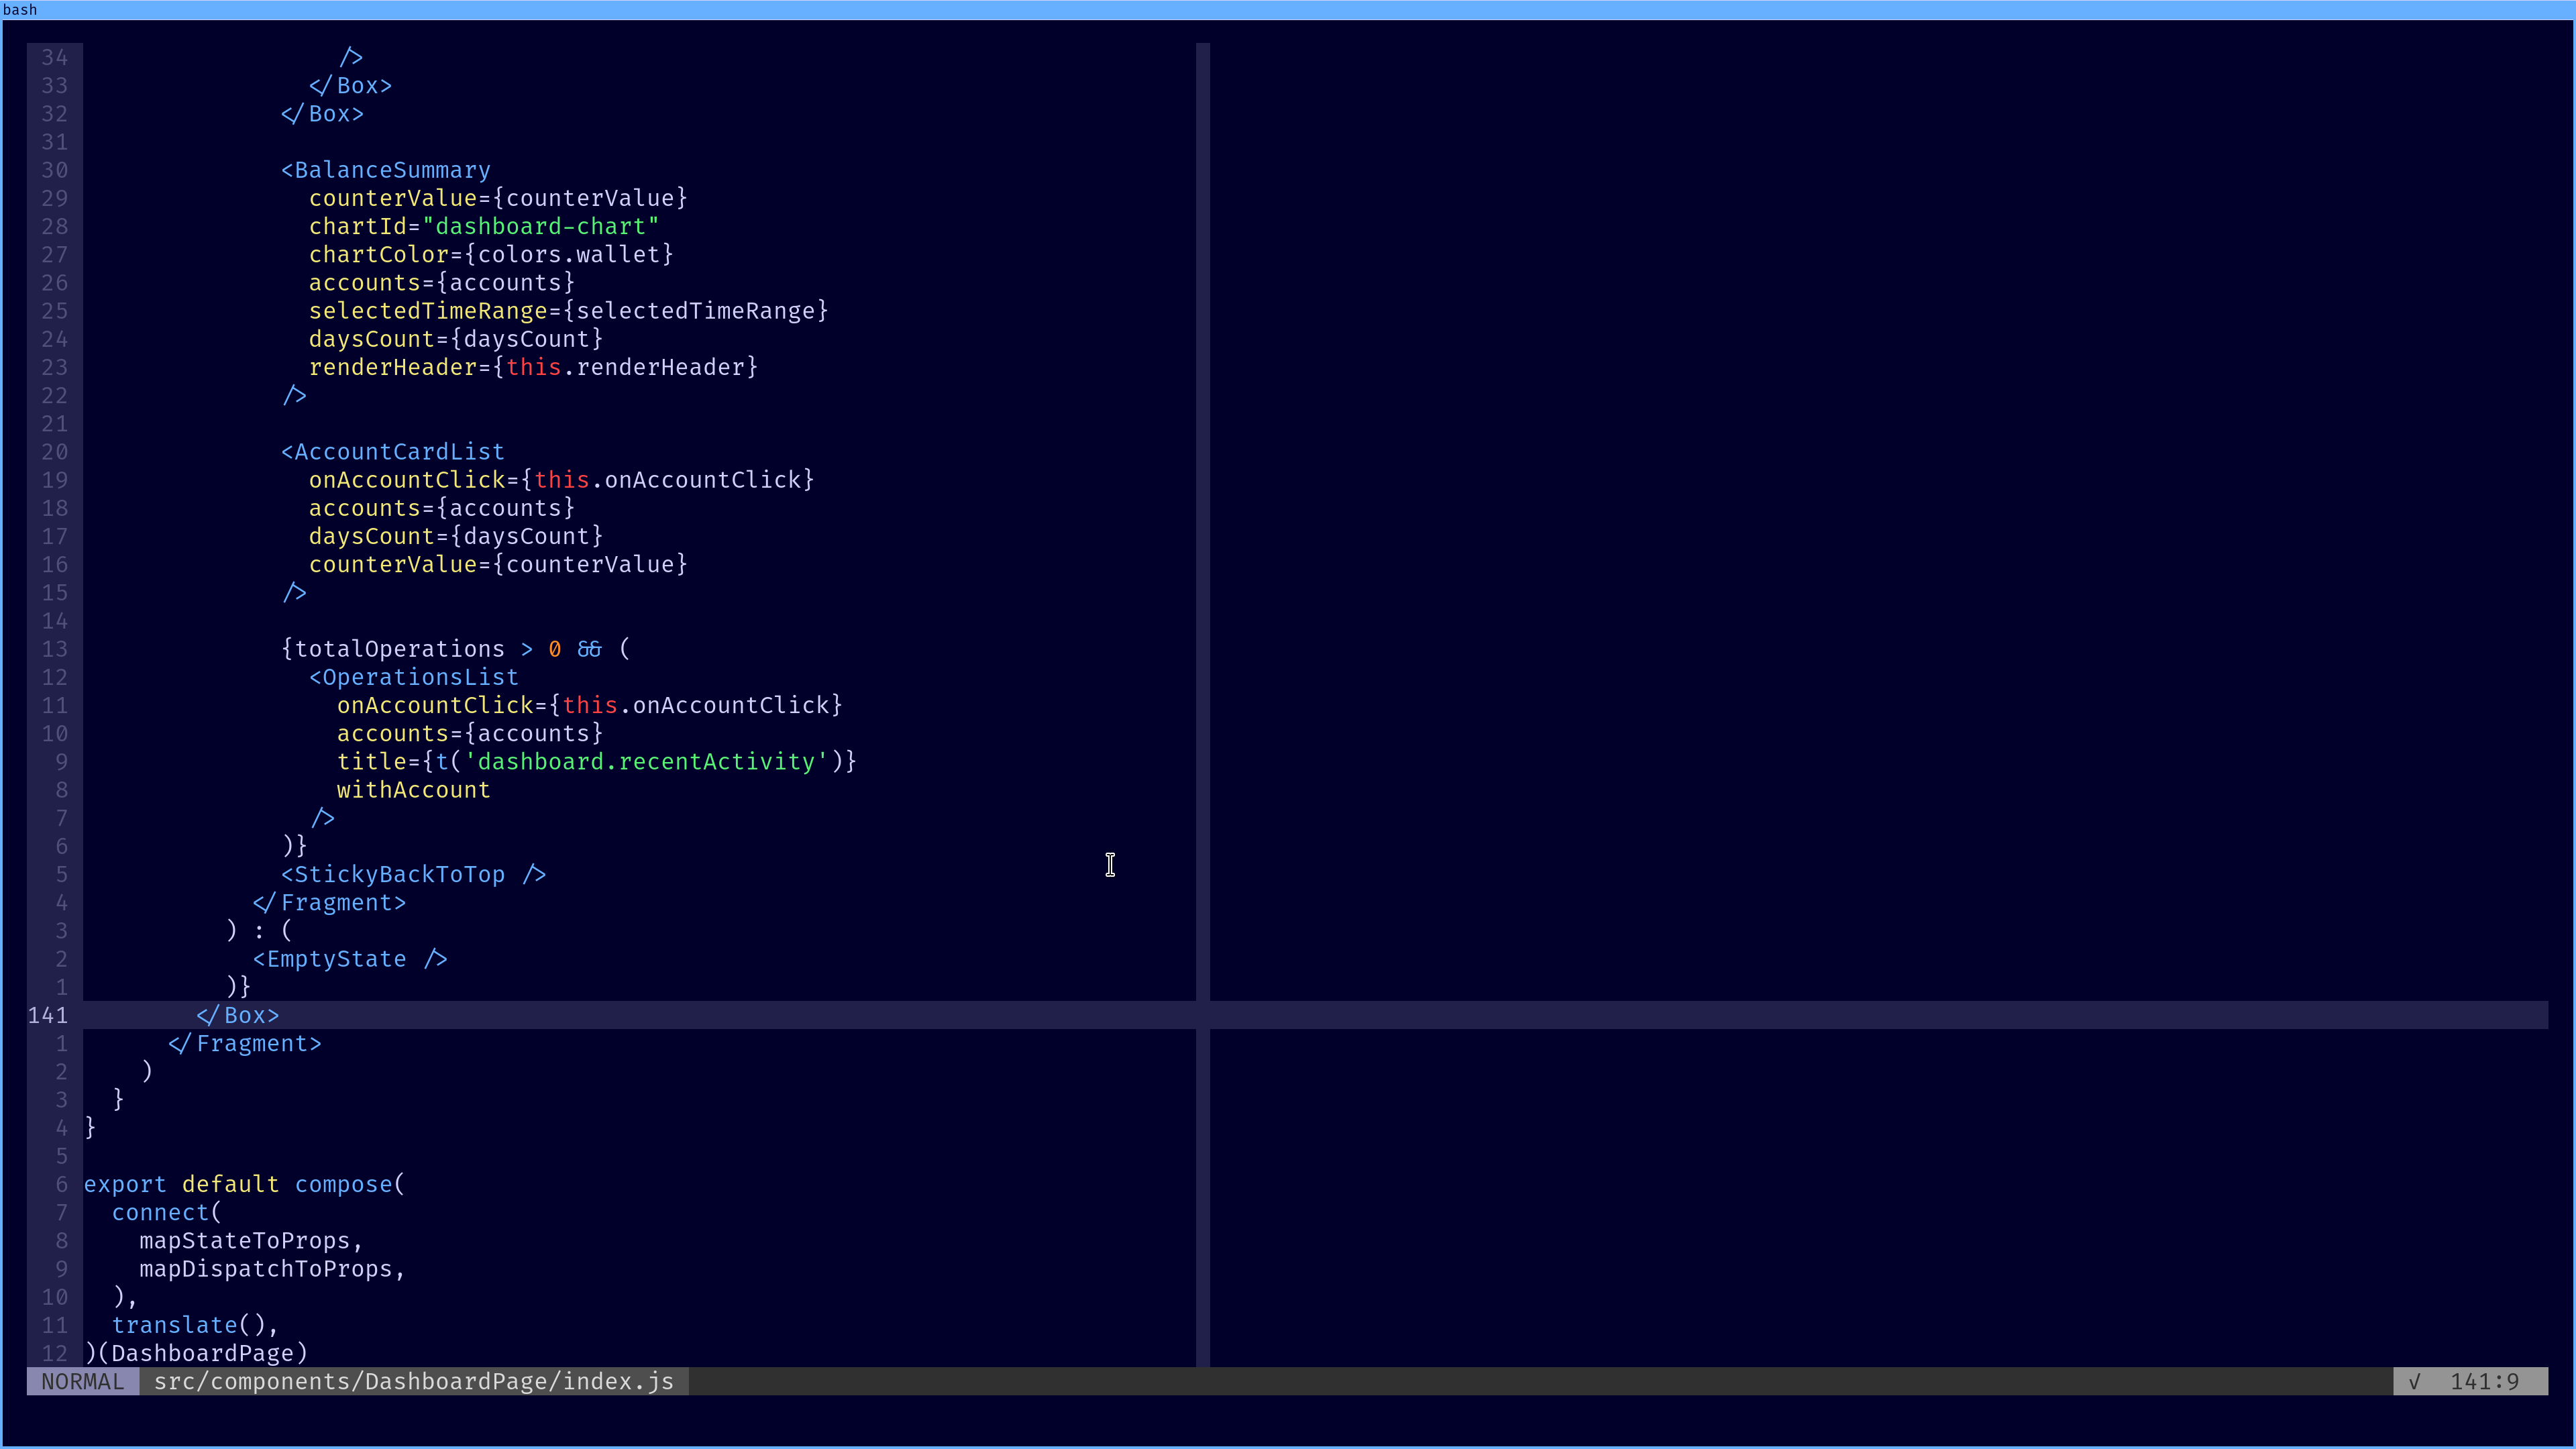 bash
34                   />
33                 </Box>
32               </Box>
31
30               <BalanceSummary
29                 counterValue={counterValue}
28                 chartId="dashboard-chart"
27                 chartColor={colors.wallet}
26                 accounts={accounts}
25                 selectedTimeRange={selectedTimeRange}
24                 daysCount={daysCount}
23                 renderHeader={this.renderHeader}
22               />
21
20               <AccountCardList
19                 onAccountClick={this.onAccountClick}
18                 accounts={accounts}
17                 daysCount={daysCount}
16                 counterValue={counterValue}
15               />
14
13               {totalOperations > 0 && (
12                 <OperationsList
11                   onAccountClick={this.onAccountClick}
10                   accounts={accounts}
9                   title={t('dashboard.recentActivity')}
8                   withAccount
7                 />
6               )}
5               <StickyBackToTop />
4             </Fragment>
3           ) : (
2             <EmptyState />
1           )}
141         </Box>
1       </Fragment>
2     )
3   }
4 }
5
6 export default compose(
7   connect(
8     mapStateToProps,
9     mapDispatchToProps,
10   ),
11   translate(),
12 )(DashboardPage)
NORMAL src/components/DashboardPage/index.js √ 141:9